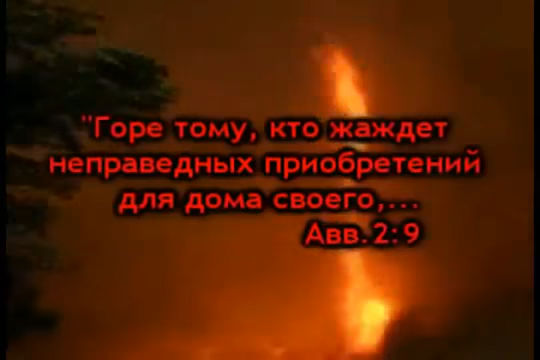 "Горе тому, кто жаждет
неправедных приобретений
для дома своего,...
Авв.2:9